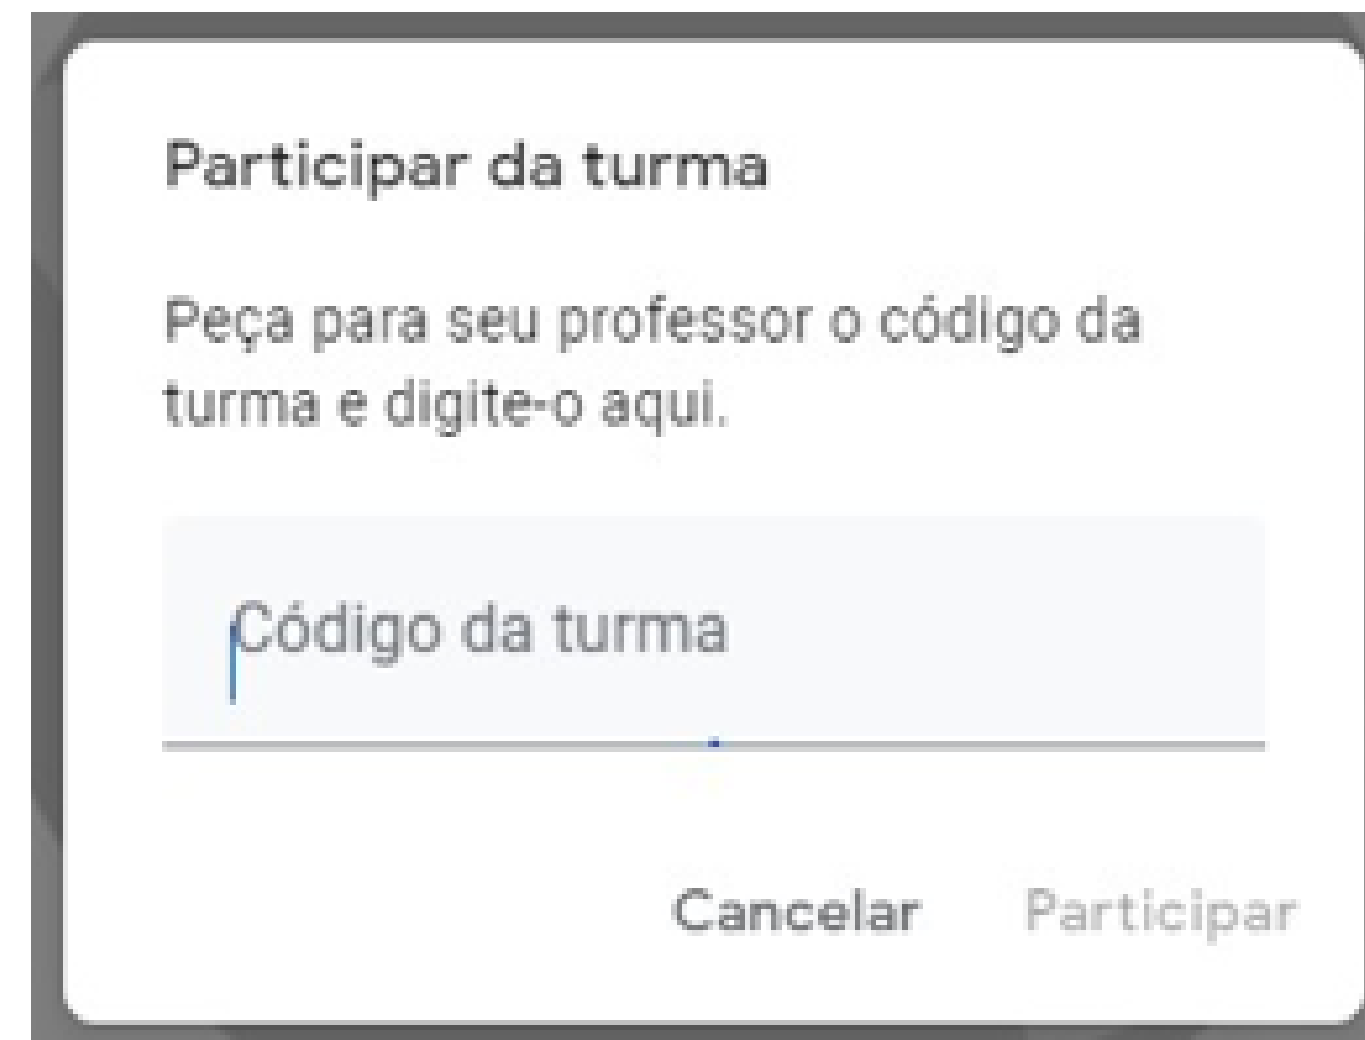 Participar da turma
Peça para seu professor o código da
turma e digite-o aqui.
Código da turma
Cancelar Participar